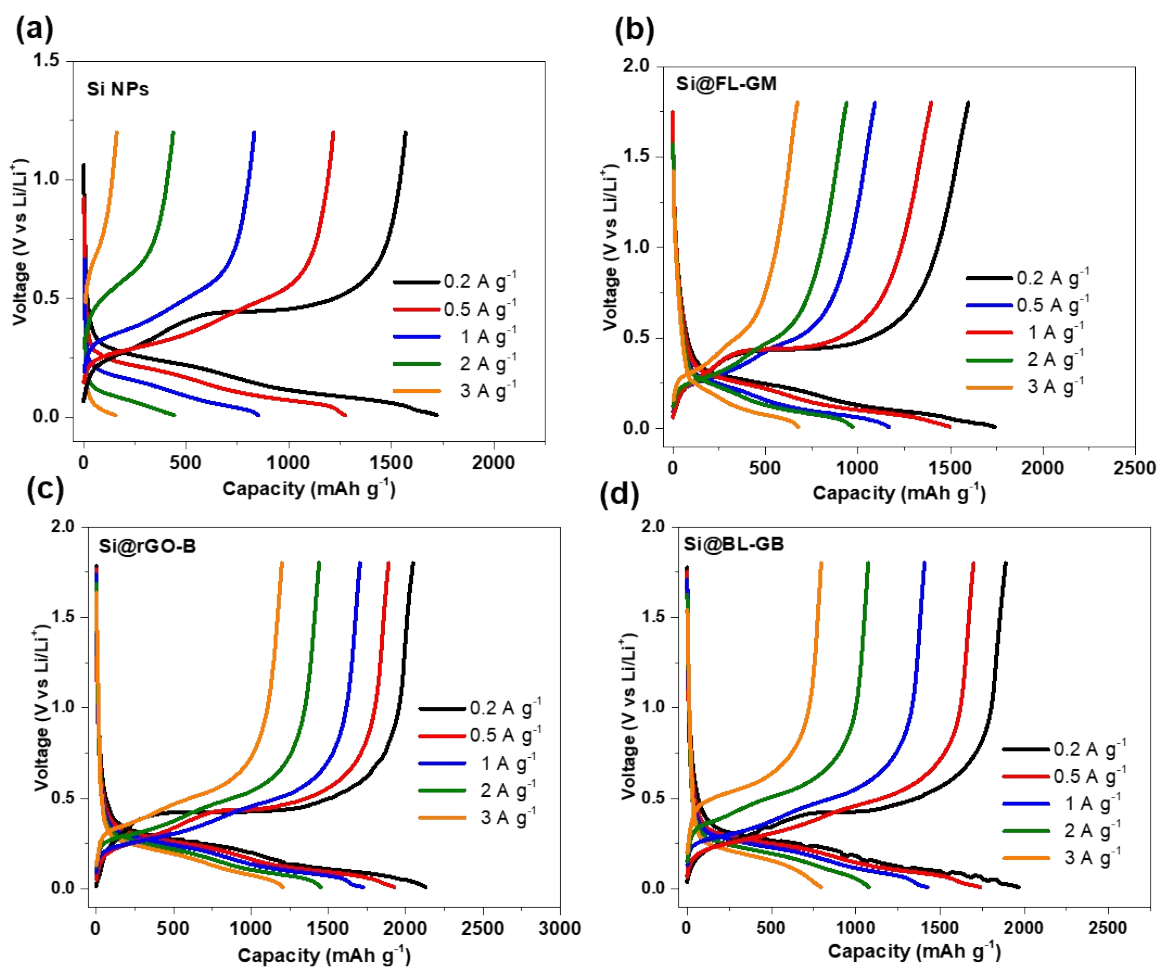 (a)
Si NPs
1.5
1.0
0.5
0.0
Voltage (V vs Li/Li⁺)
0.2 A g⁻¹
0.5 A g⁻¹
1 A g⁻¹
2 A g⁻¹
3 A g⁻¹
0 500 1000 1500 2000
Capacity (mAh g⁻¹)
(b)
Si@FL-GM
2.0
1.5
1.0
0.5
0.0
Voltage (V vs Li/Li⁺)
0.2 A g⁻¹
0.5 A g⁻¹
1 A g⁻¹
2 A g⁻¹
3 A g⁻¹
0 500 1000 1500 2000 2500
Capacity (mAh g⁻¹)
(c)
Si@rGO-B
2.0
1.5
1.0
0.5
0.0
Voltage (V vs Li/Li⁺)
0.2 A g⁻¹
0.5 A g⁻¹
1 A g⁻¹
2 A g⁻¹
3 A g⁻¹
0 500 1000 1500 2000 2500 3000
Capacity (mAh g⁻¹)
(d)
Si@BL-GB
2.0
1.5
1.0
0.5
0.0
Voltage (V vs Li/Li⁺)
0.2 A g⁻¹
0.5 A g⁻¹
1 A g⁻¹
2 A g⁻¹
3 A g⁻¹
0 500 1000 1500 2000 2500
Capacity (mAh g⁻¹)